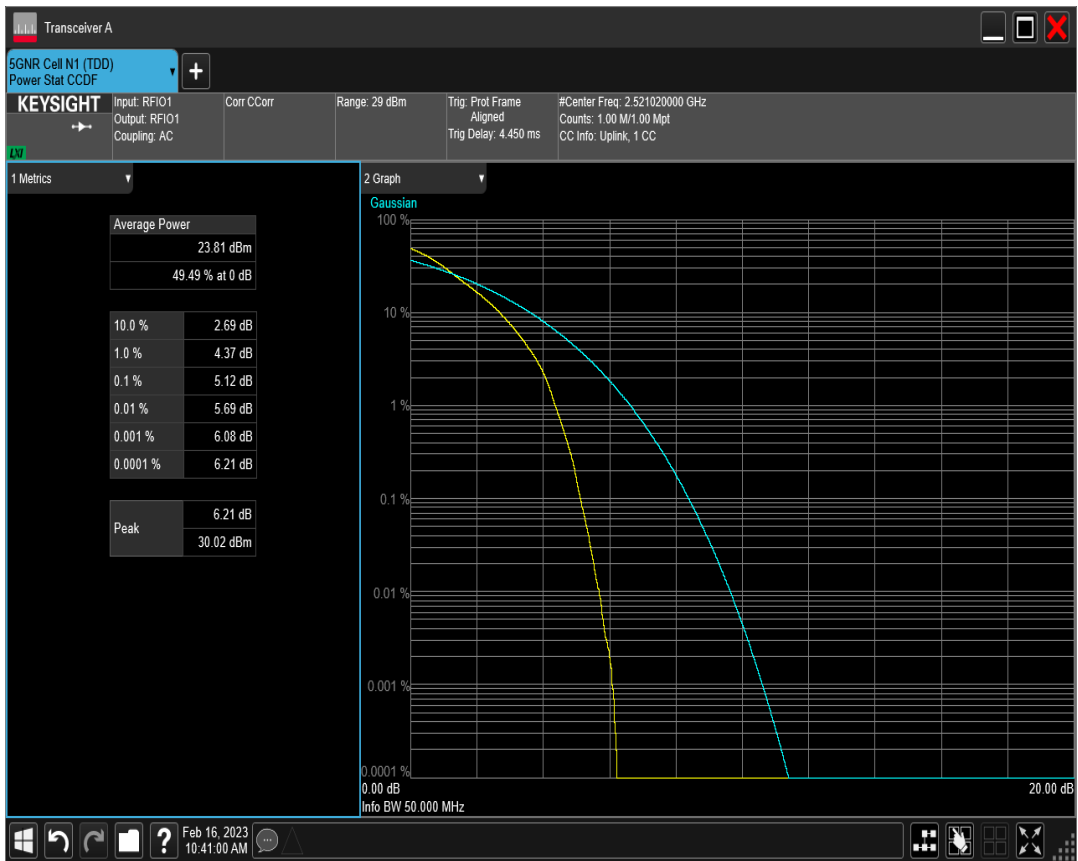 Transceiver A
5GNR Cell N1 (TDD)
Power Stat CCDF
+
KEYSIGHT
LXI
Input: RFIO1
Output: RFIO1
Coupling: AC
Corr CCorr
Range: 29 dBm
Trig: Prot Frame
Aligned
Trig Delay: 4.450 ms
#Center Freq: 2.521020000 GHz
Counts: 1.00 M/1.00 Mpt
CC Info: Uplink, 1 CC
1 Metrics
Average Power
23.81 dBm
49.49 % at 0 dB
10.0 % 2.69 dB
1.0 % 4.37 dB
0.1 % 5.12 dB
0.01 % 5.69 dB
0.001 % 6.08 dB
0.0001 % 6.21 dB
Peak
6.21 dB
30.02 dBm
2 Graph
Gaussian
100 %
10 %
1 %
0.1 %
0.01 %
0.001 %
0.0001 %
0.00 dB 20.00 dB
Info BW 50.000 MHz
?
Feb 16, 2023
10:41:00 AM